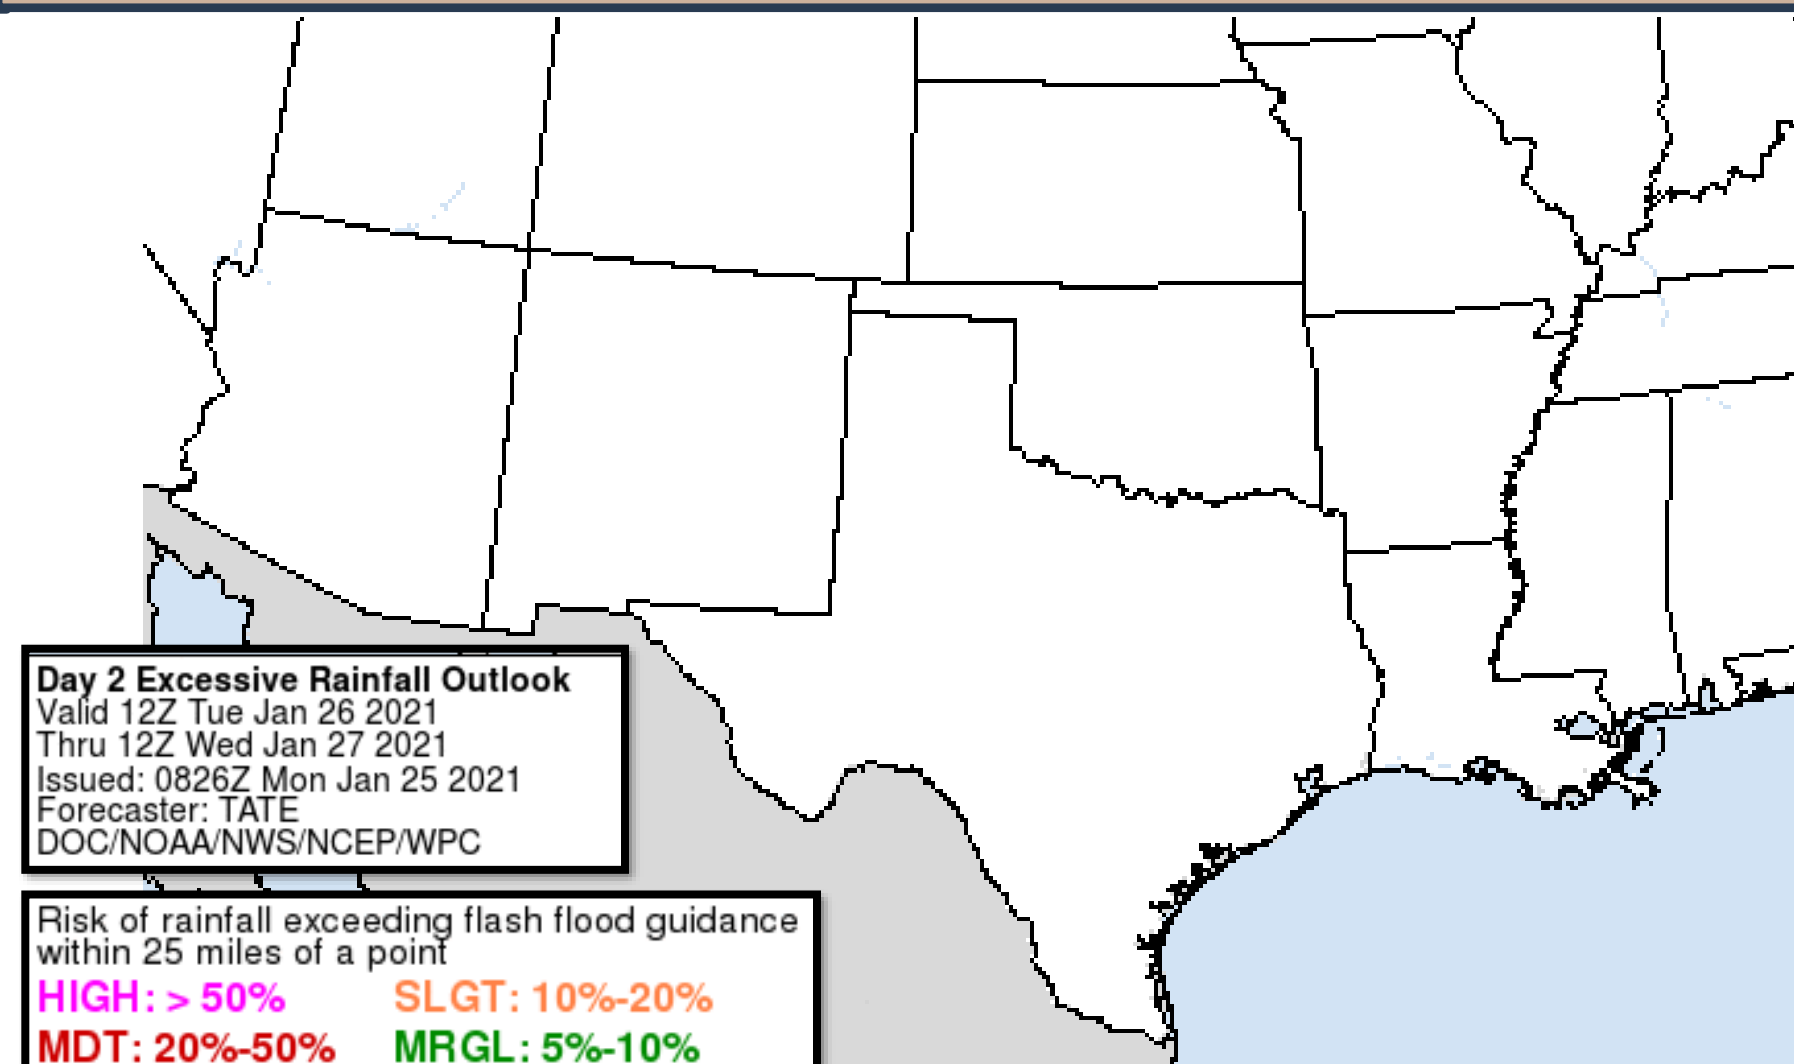 Day 2 Excessive Rainfall Outlook
Valid 12Z Tue Jan 26 2021
Thru 12Z Wed Jan 27 2021
Issued: 0826Z Mon Jan 25 2021
Forecaster: TATE
DOC/NOAA/NWS/NCEP/WPC
Risk of rainfall exceeding flash flood guidance
within 25 miles of a point
HIGH: > 50% SLGT: 10%-20%
MDT: 20%-50% MRGL: 5%-10%